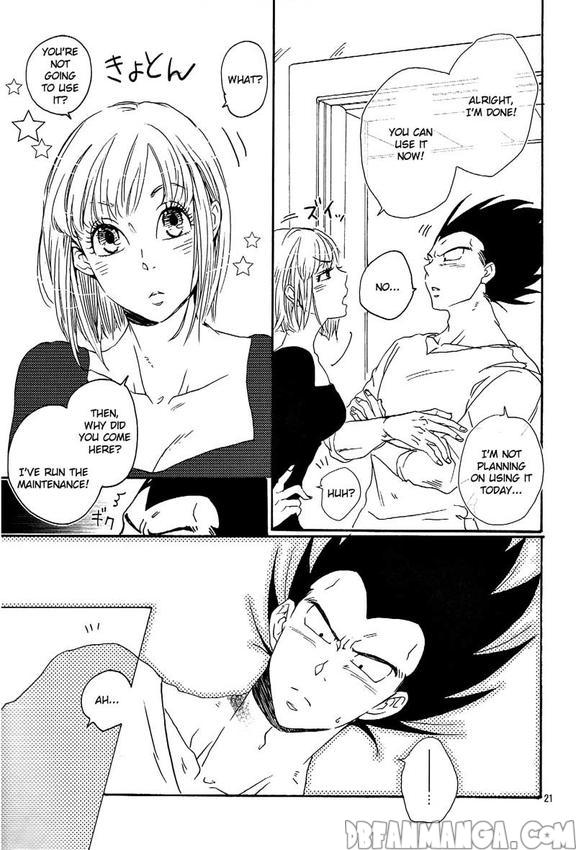 ALRIGHT,
I'M DONE!
YOU CAN
USE IT
NOW!
ズイッ
NO...
I'M NOT
PLANNING
ON USING IT
TODAY...
HUH?
WHAT?
きょとん
YOU'RE
NOT
GOING
TO USE
IT?
THEN,
WHY DID
YOU COME
HERE?
I'VE RUN THE
MAINTENANCE!
ギク
AH...
...
21
DBFANMANGA.COM